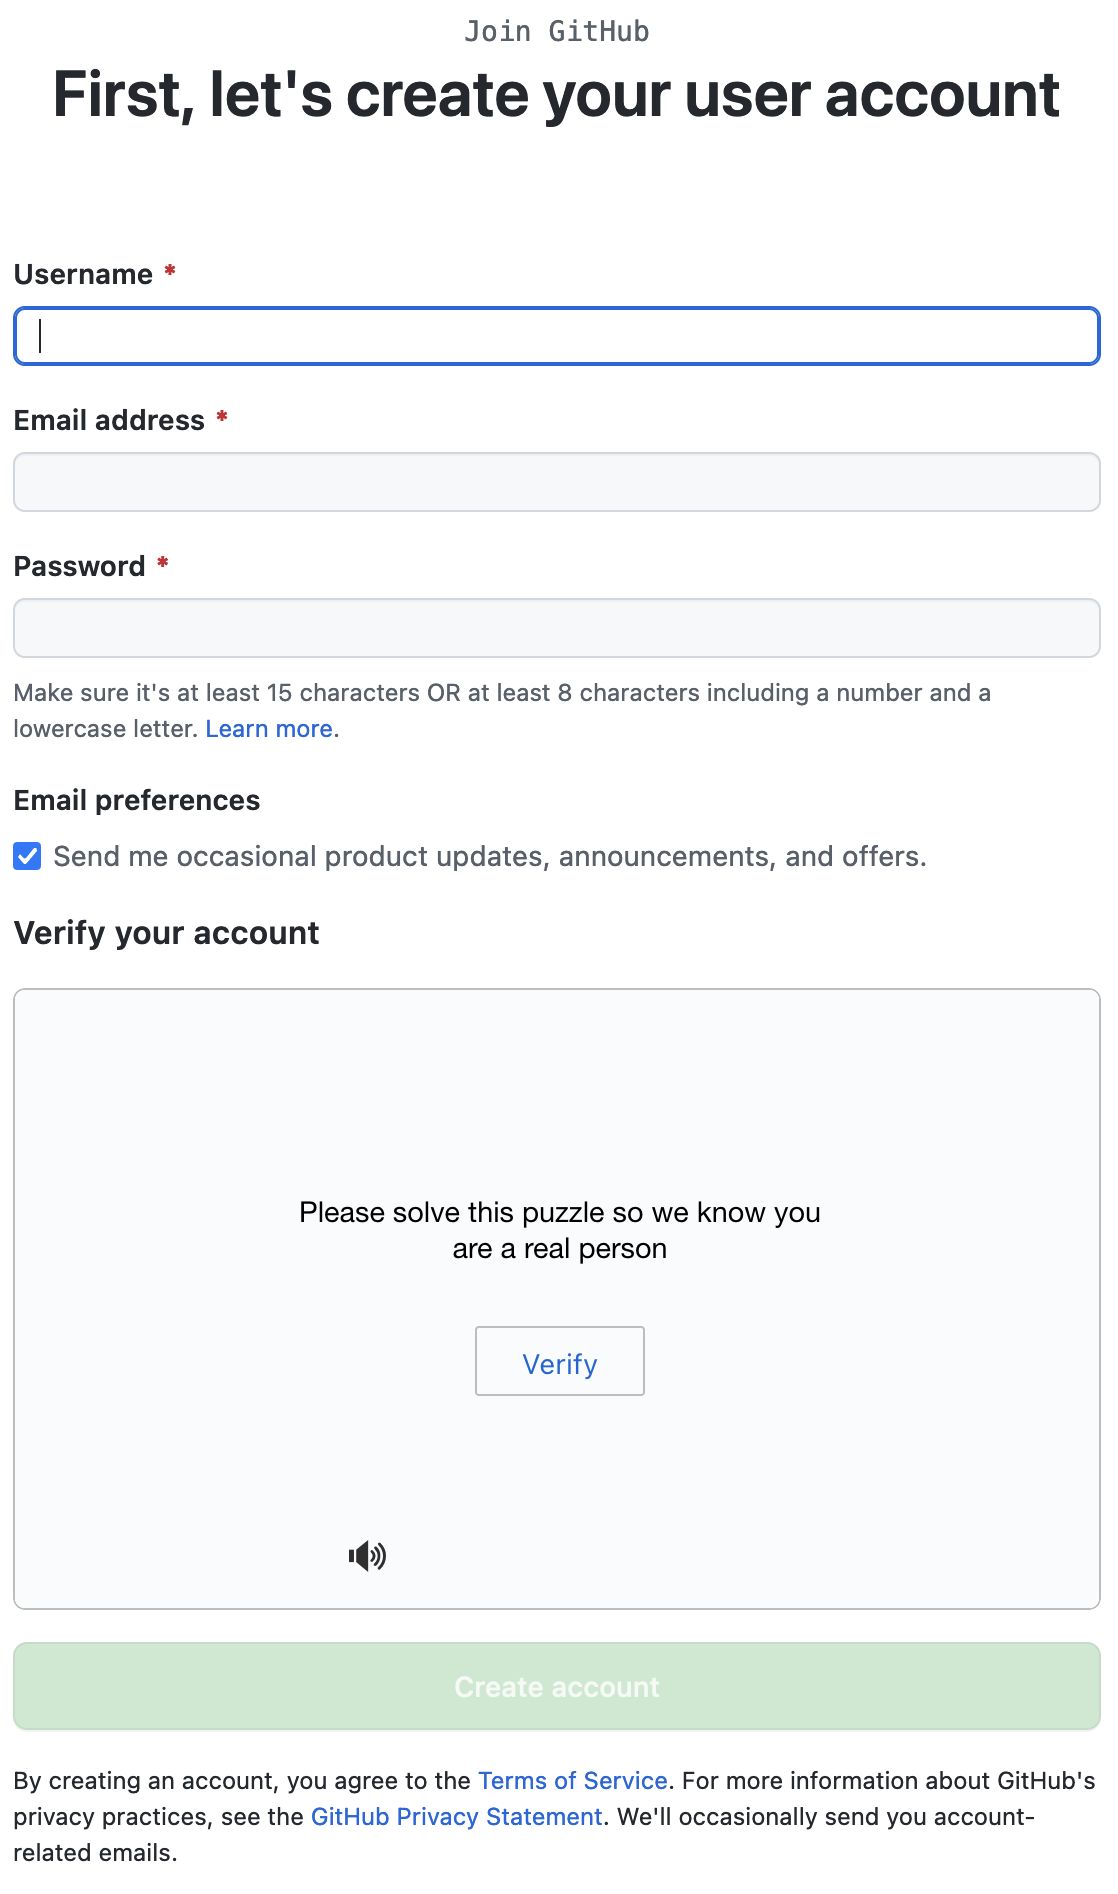 Join GitHub
First, let's create your user account
Username *
Email address *
Password *
Make sure it's at least 15 characters OR at least 8 characters including a number and a
lowercase letter. Learn more.
Email preferences
Send me occasional product updates, announcements, and offers.
Verify your account
Please solve this puzzle so we know you
are a real person
Verify
Create account
By creating an account, you agree to the Terms of Service. For more information about GitHub's
privacy practices, see the GitHub Privacy Statement. We'll occasionally send you account-
related emails.